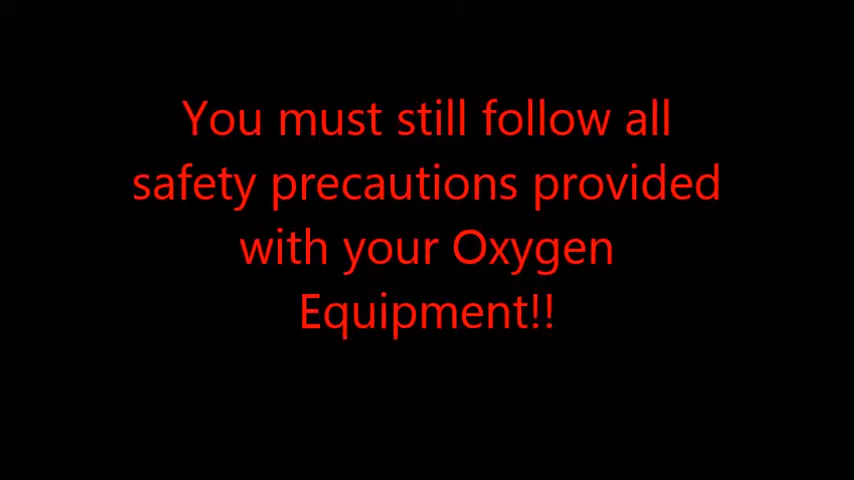 You must still follow all
safety precautions provided
with your Oxygen
Equipment!!